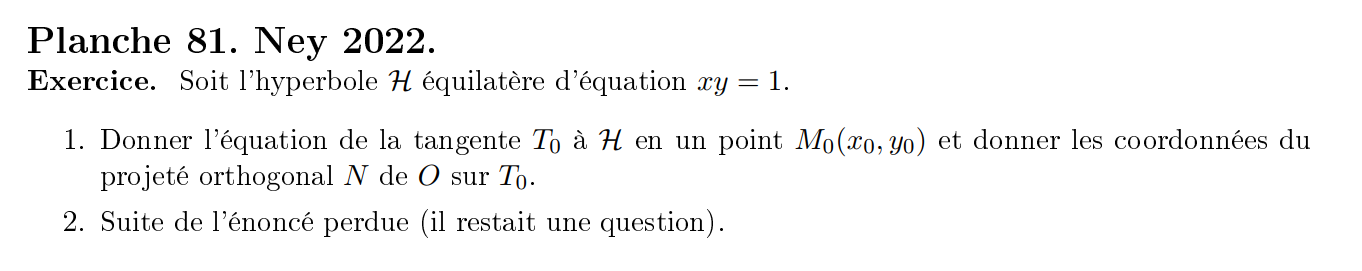 Planche 81. Ney 2022.
Exercice. Soit l'hyperbole ℋ équilatère d'équation xy = 1.
1. Donner l'équation de la tangente T₀ à ℋ en un point M₀(x₀, y₀) et donner les coordonnées du
projeté orthogonal N de O sur T₀.
2. Suite de l'énoncé perdue (il restait une question).